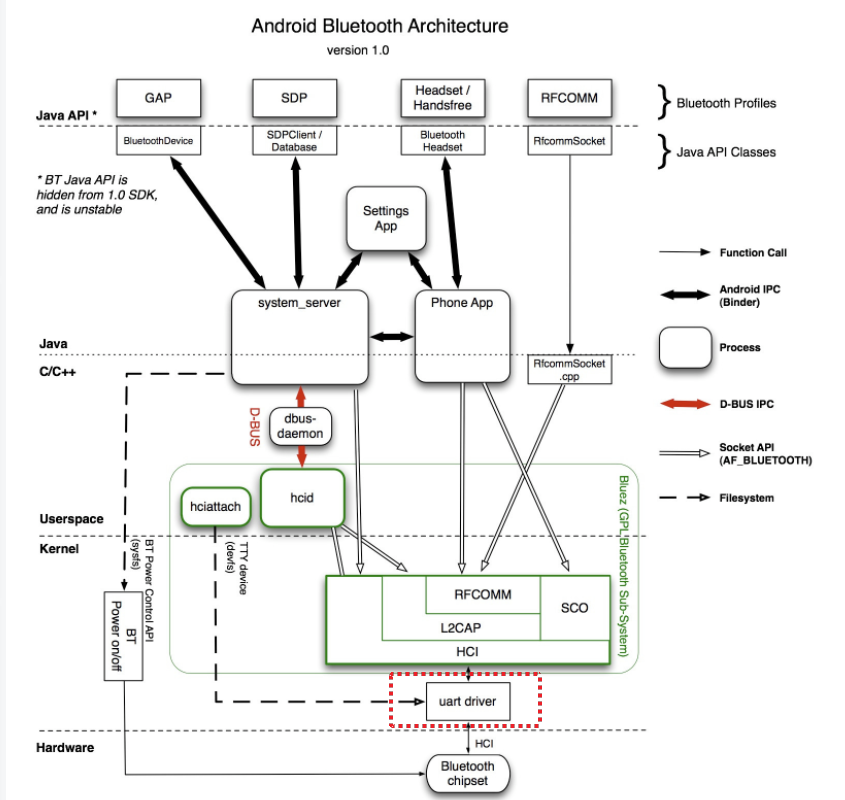 Android Bluetooth Architecture
version 1.0
GAP
SDP
Headset /
Handsfree
RFCOMM
Bluetooth Profiles
Java API *
BluetoothDevice
SDPClient /
Database
Bluetooth
Headset
RfcommSocket
Java API Classes
* BT Java API is
hidden from 1.0 SDK,
and is unstable
Settings
App
Function Call
system_server
Phone App
Android IPC
(Binder)
Java
Process
C/C++
RfcommSocket
.cpp
D-BUS
dbus-
daemon
D-BUS IPC
Socket API
(AF_BLUETOOTH)
hciattach
hcid
Filesystem
Userspace
Kernel
BT Power Control API
(sysfs)
TTY device
(devfs)
Bluez (GPL Bluetooth Sub-System)
BT
Power on/off
RFCOMM
SCO
L2CAP
HCI
uart driver
Hardware
HCI
Bluetooth
chipset